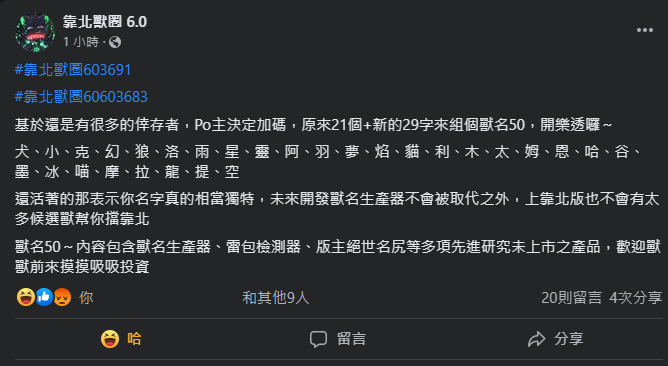 靠北獸圈 6.0
1 小時 ·
#靠北獸圈603691
#靠北獸圈60603683
基於還是有很多的倖存者，Po主決定加碼，原來21個+新的29字來組個獸名50，開樂透囉～
犬、小、克、幻、狼、洛、雨、星、靈、阿、羽、夢、焰、貓、利、木、太、姆、恩、哈、谷、
墨、冰、喵、摩、拉、龍、提、空
還活著的那表示你名字真的相當獨特，未來開發獸名生產器不會被取代之外，上靠北版也不會有太
多候選獸幫你擋靠北
獸名50～內容包含獸名生產器、雷包檢測器、版主絕世名尻等多項先進研究未上市之產品，歡迎獸
獸前來摸摸吸吸投資
你 和其他9人 20則留言 4次分享
哈 留言 分享